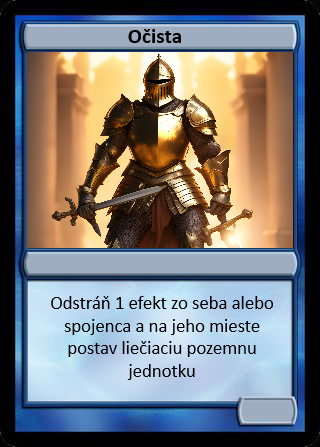 Očista
Odstráň 1 efekt zo seba alebo
spojenca a na jeho mieste
postav liečiaciu pozemnu
jednotku